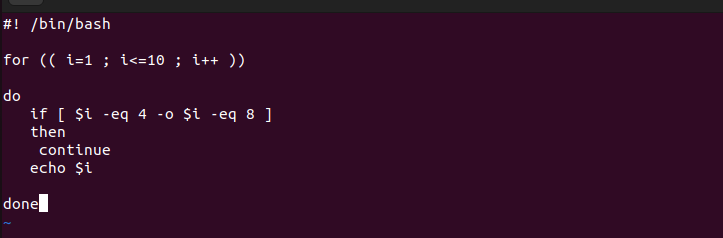 #! /bin/bash
for (( i=1 ; i<=10 ; i++ ))
do
if [ $i -eq 4 -o $i -eq 8 ]
then
continue
echo $i
done
~